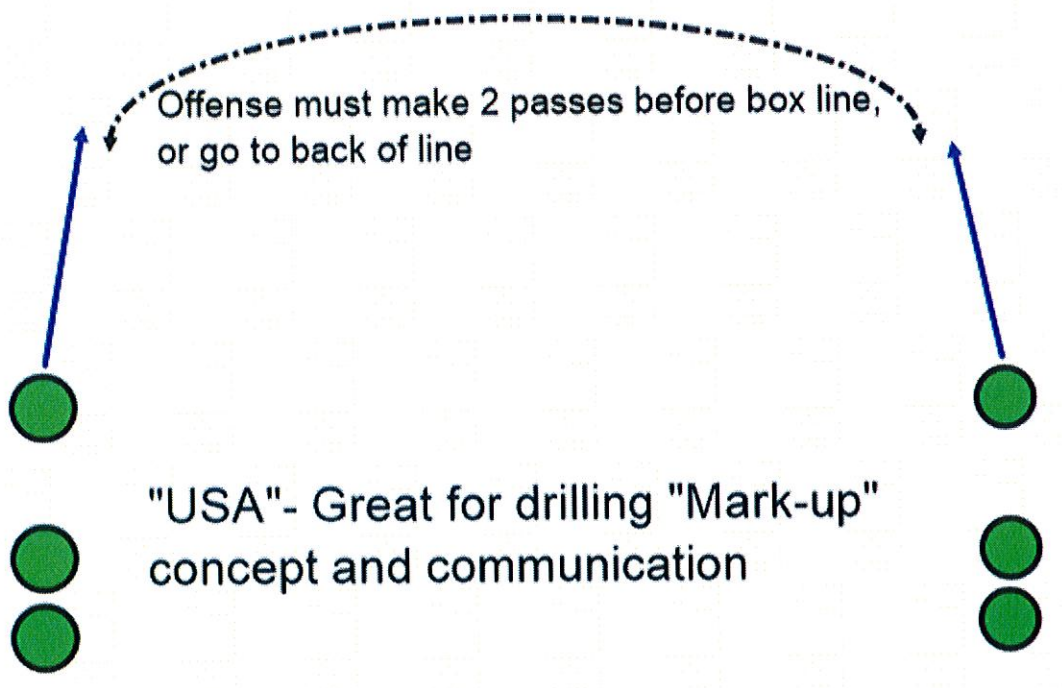 Offense must make 2 passes before box line,
or go to back of line
"USA"- Great for drilling "Mark-up"
concept and communication